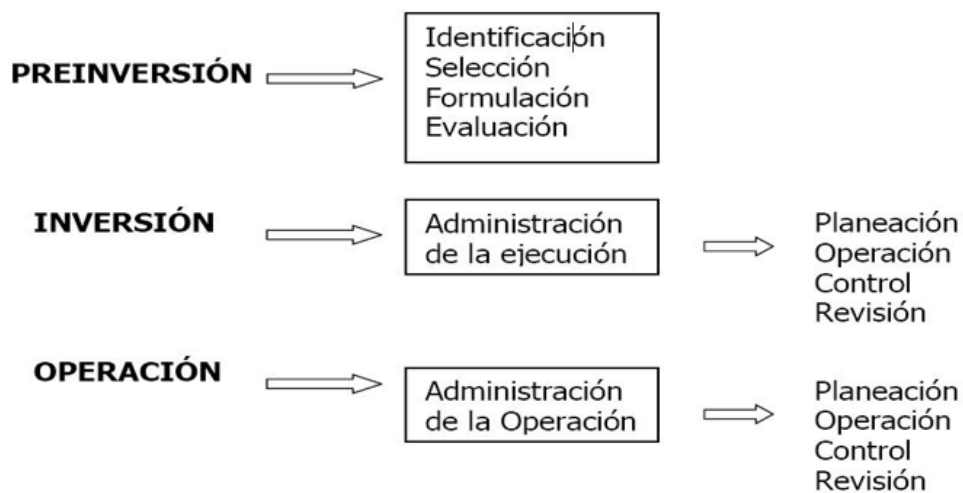 PREINVERSIÓN
Identificación
Selección
Formulación
Evaluación
INVERSIÓN
Administración
de la ejecución
Planeación
Operación
Control
Revisión
OPERACIÓN
Administración
de la Operación
Planeación
Operación
Control
Revisión